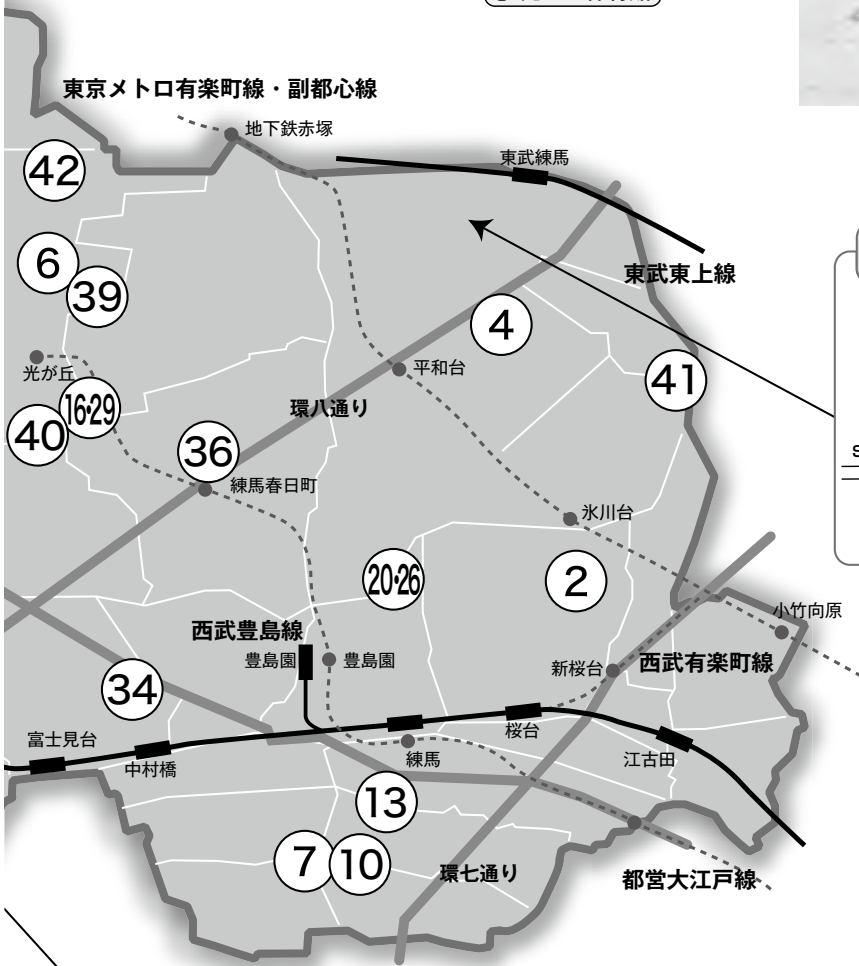 東京メトロ有楽町線・副都心線
地下鉄赤塚
東武練馬
42
6
39
東武東上線
4
光が丘
平和台
41
16・29
環八通り
40
36
練馬春日町
氷川台
20・26
2
小竹向原
西武豊島線
豊島園
豊島園
新桜台
西武有楽町線
34
富士見台
中村橋
練馬
桜台
江古田
13
7
10
環七通り
都営大江戸線